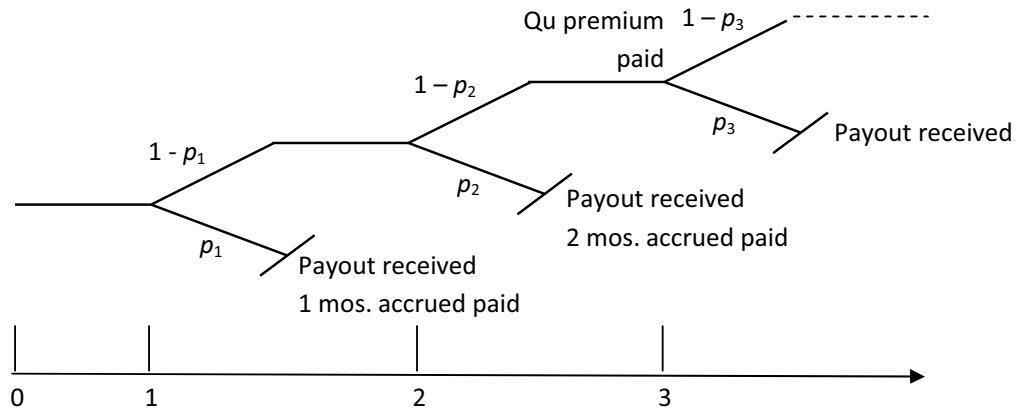 Qu premium
paid
1 – p3
1 – p2
p3
Payout received
1 - p1
p2
Payout received
2 mos. accrued paid
p1
Payout received
1 mos. accrued paid
0
1
2
3